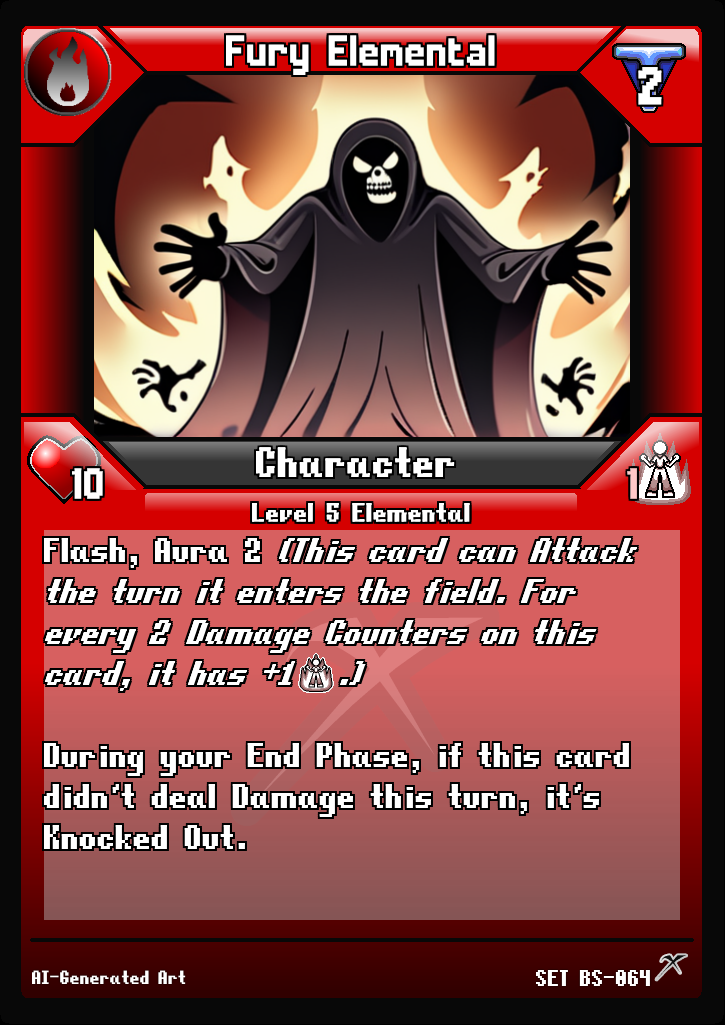 Fury Elemental
2
10
Character
1
Level 5 Elemental
Flash, Aura 2 (This card can Attack
the turn it enters the field. For
every 2 Damage Counters on this
card, it has +1 .)
During your End Phase, if this card
didn't deal Damage this turn, it's
Knocked Out.
AI-Generated Art
SET BS-064